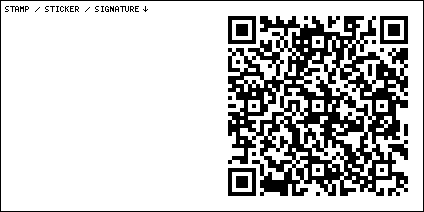 STAMP / STICKER / SIGNATURE ↓